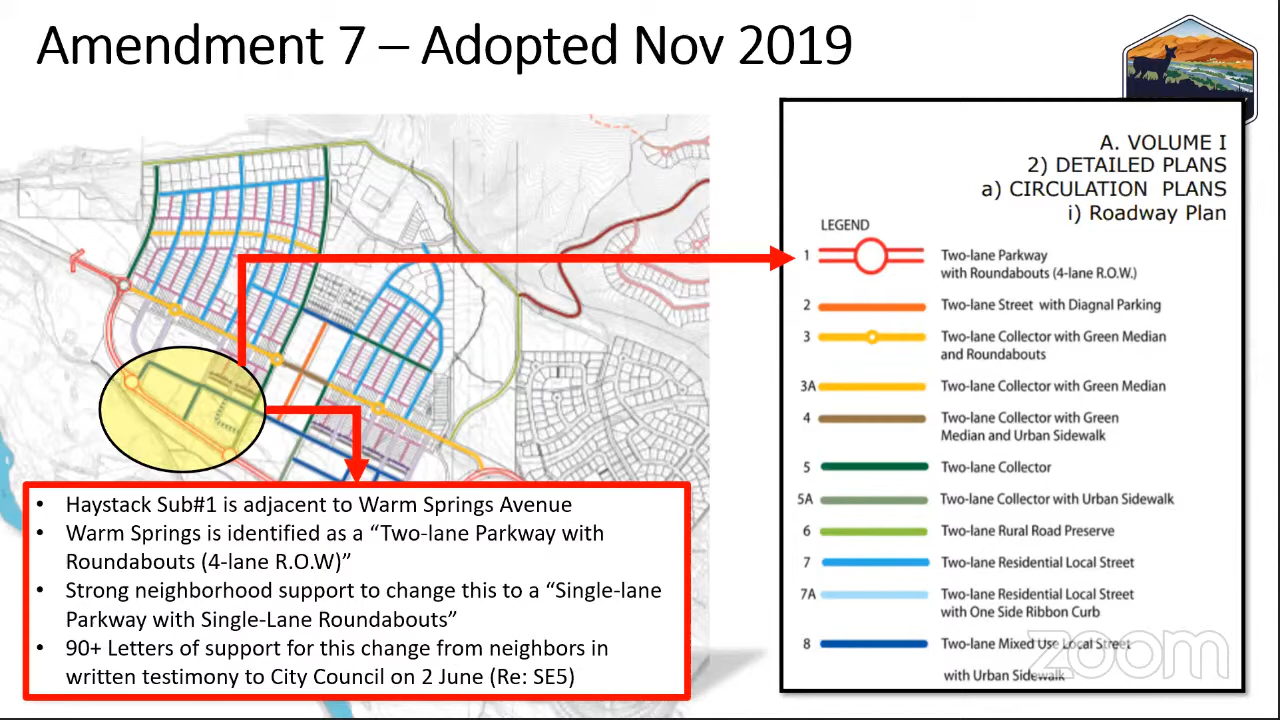 Amendment 7 – Adopted Nov 2019
A. VOLUME I
2) DETAILED PLANS
a) CIRCULATION PLANS
i) Roadway Plan
LEGEND
1 Two-lane Parkway
with Roundabouts (4-lane R.O.W.)
2 Two-lane Street with Diagnal Parking
3 Two-lane Collector with Green Median
and Roundabouts
3A Two-lane Collector with Green Median
4 Two-lane Collector with Green
Median and Urban Sidewalk
5 Two-lane Collector
5A Two-lane Collector with Urban Sidewalk
6 Two-lane Rural Road Preserve
7 Two-lane Residential Local Street
7A Two-lane Residential Local Street
with One Side Ribbon Curb
8 Two-lane Mixed Use Local Street
with Urban Sidewalk
• Haystack Sub#1 is adjacent to Warm Springs Avenue
• Warm Springs is identified as a “Two-lane Parkway with
Roundabouts (4-lane R.O.W)”
• Strong neighborhood support to change this to a “Single-lane
Parkway with Single-Lane Roundabouts”
• 90+ Letters of support for this change from neighbors in
written testimony to City Council on 2 June (Re: SE5)
zoom